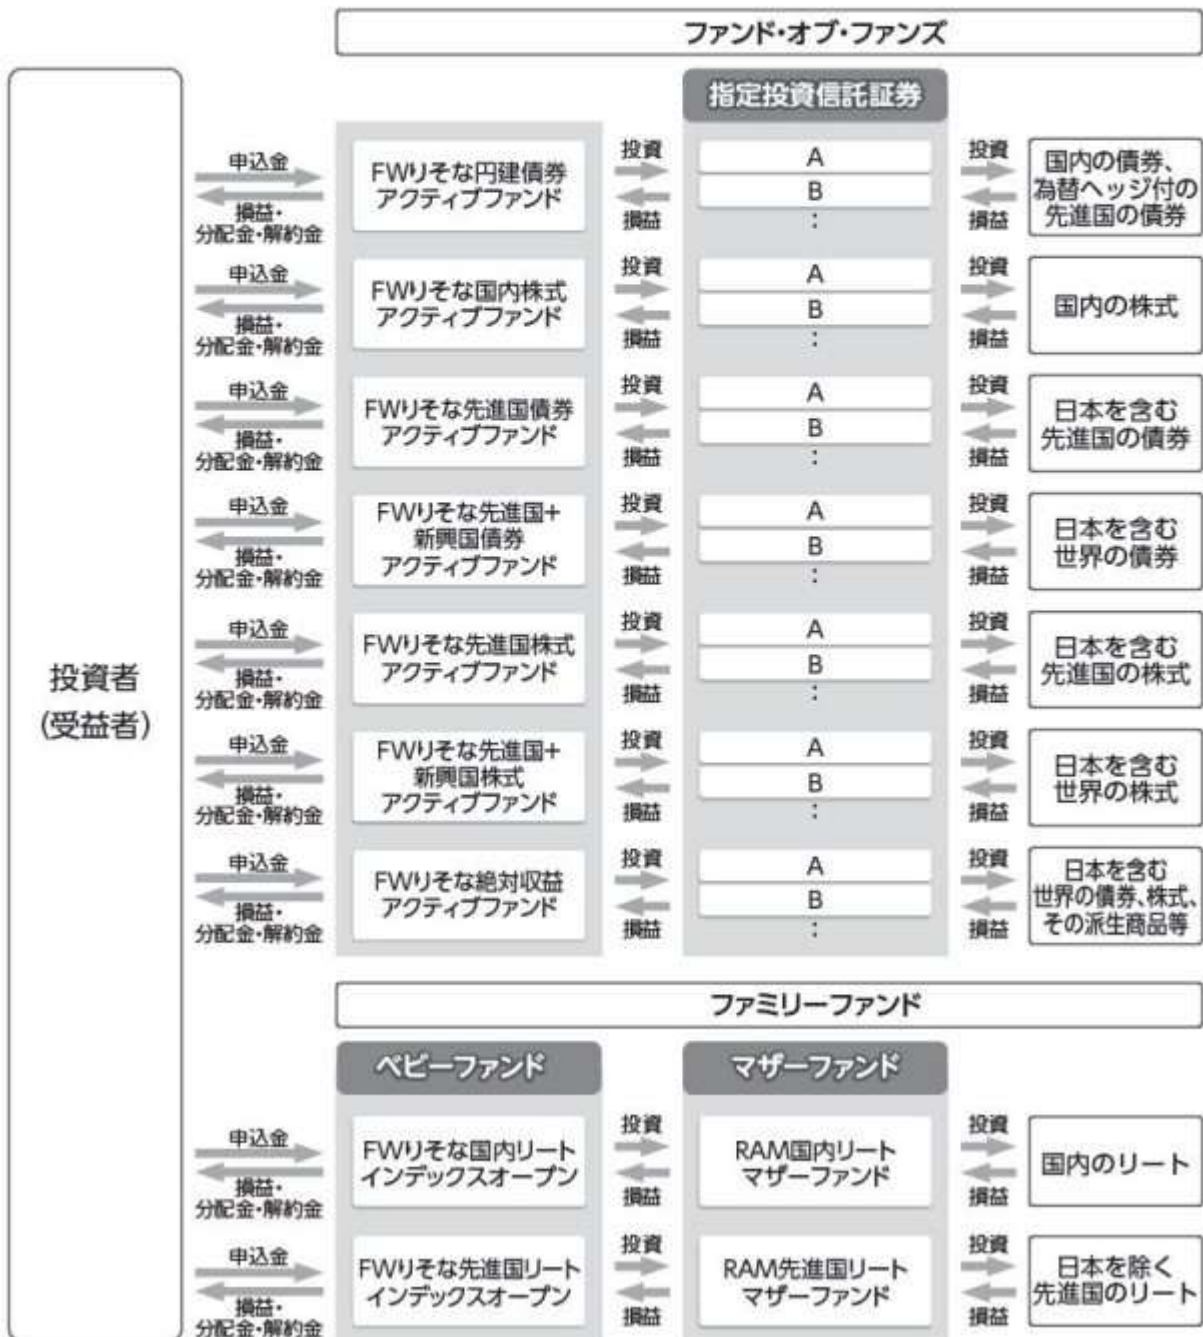 ファンド・オブ・ファンズ
指定投資信託証券
投資者
(受益者)
申込金
損益・
分配金・解約金
FWりそな円建債券
アクティブファンド
投資
損益
A
B
:
投資
損益
国内の債券、
為替ヘッジ付の
先進国の債券
申込金
損益・
分配金・解約金
FWりそな国内株式
アクティブファンド
投資
損益
A
B
:
投資
損益
国内の株式
申込金
損益・
分配金・解約金
FWりそな先進国債券
アクティブファンド
投資
損益
A
B
:
投資
損益
日本を含む
先進国の債券
申込金
損益・
分配金・解約金
FWりそな先進国+
新興国債券
アクティブファンド
投資
損益
A
B
:
投資
損益
日本を含む
世界の債券
申込金
損益・
分配金・解約金
FWりそな先進国株式
アクティブファンド
投資
損益
A
B
:
投資
損益
日本を含む
先進国の株式
申込金
損益・
分配金・解約金
FWりそな先進国+
新興国株式
アクティブファンド
投資
損益
A
B
:
投資
損益
日本を含む
世界の株式
申込金
損益・
分配金・解約金
FWりそな絶対収益
アクティブファンド
投資
損益
A
B
:
投資
損益
日本を含む
世界の債券、株式、
その派生商品等
ファミリーファンド
ベビーファンド
マザーファンド
申込金
損益・
分配金・解約金
FWりそな国内リート
インデックスオープン
投資
損益
RAM国内リート
マザーファンド
投資
損益
国内のリート
申込金
損益・
分配金・解約金
FWりそな先進国リート
インデックスオープン
投資
損益
RAM先進国リート
マザーファンド
投資
損益
日本を除く
先進国のリート